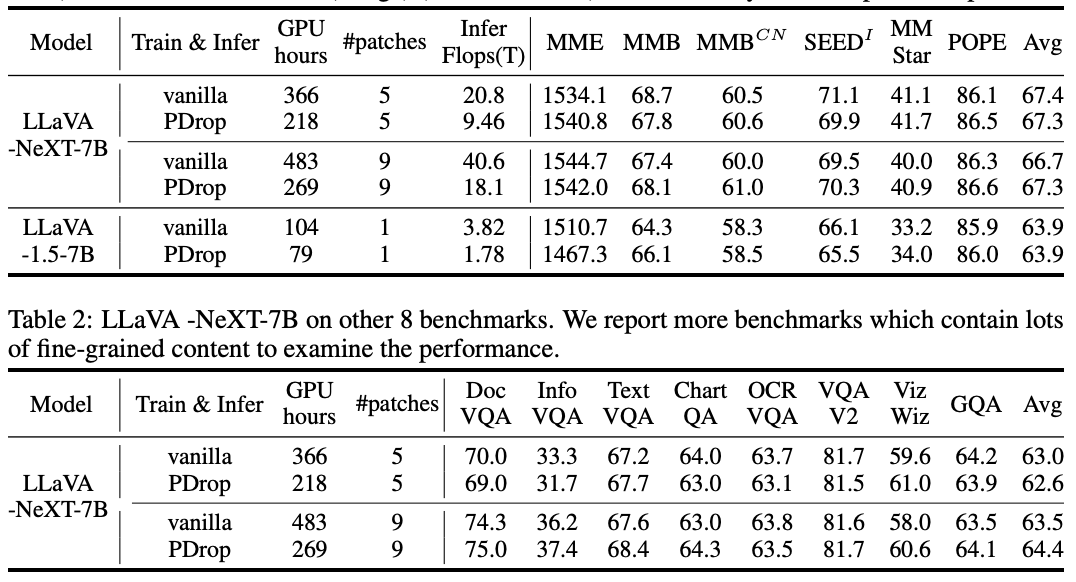 Model Train & Infer GPU hours #patches Infer Flops(T) MME MMB MMB^CN SEED^I MM Star POPE Avg
LLaVA -NeXT-7B vanilla 366 5 20.8 1534.1 68.7 60.5 71.1 41.1 86.1 67.4
PDrop 218 5 9.46 1540.8 67.8 60.6 69.9 41.7 86.5 67.3
vanilla 483 9 40.6 1544.7 67.4 60.0 69.5 40.0 86.3 66.7
PDrop 269 9 18.1 1542.0 68.1 61.0 70.3 40.9 86.6 67.3
LLaVA -1.5-7B vanilla 104 1 3.82 1510.7 64.3 58.3 66.1 33.2 85.9 63.9
PDrop 79 1 1.78 1467.3 66.1 58.5 65.5 34.0 86.0 63.9
Table 2: LLaVA -NeXT-7B on other 8 benchmarks. We report more benchmarks which contain lots
of fine-grained content to examine the performance.
Model Train & Infer GPU hours #patches Doc VQA Info VQA Text VQA Chart QA OCR VQA VQA V2 Viz Wiz GQA Avg
LLaVA -NeXT-7B vanilla 366 5 70.0 33.3 67.2 64.0 63.7 81.7 59.6 64.2 63.0
PDrop 218 5 69.0 31.7 67.7 63.0 63.1 81.5 61.0 63.9 62.6
vanilla 483 9 74.3 36.2 67.6 63.0 63.8 81.6 58.0 63.5 63.5
PDrop 269 9 75.0 37.4 68.4 64.3 63.5 81.7 60.6 64.1 64.4